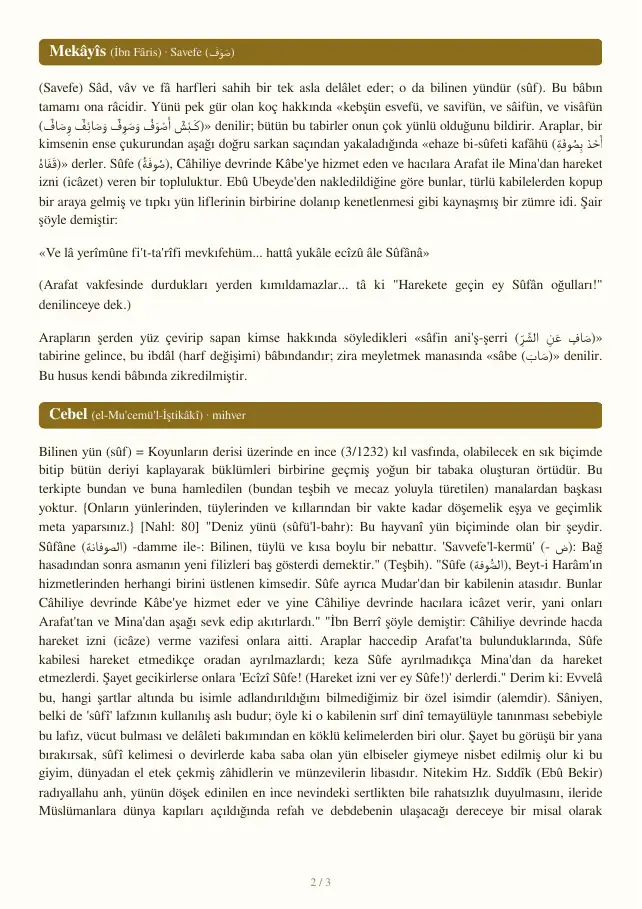 Mekâyîs (İbn Fâris) · Savefe (صَوَفَ)
(Savefe) Sâd, vâv ve fâ harfleri sahih bir tek asla delâlet eder; o da bilinen yündür (sûf). Bu bâbın
tamamı ona râcidir. Yünü pek gür olan koç hakkında «kebşün esvefü, ve savifün, ve sâifün, ve visâfün
(كَبْشٌ أَصْوَفُ وَصَوِفٌ وَصَائِفٌ وِصَافٌ)» denilir; bütün bu tabirler onun çok yünlü olduğunu bildirir. Araplar, bir
kimsenin ense çukurundan aşağı doğru sarkan saçından yakaladığında «ehaze bi-sûfeti kafâhü (أَخَذَ بِصُوفَةِ
قَفَاهُ)» derler. Sûfe (صُوفَةُ), Câhiliye devrinde Kâbe'ye hizmet eden ve hacılara Arafat ile Mina'dan hareket
izni (icâzet) veren bir topluluktur. Ebû Ubeyde'den nakledildiğine göre bunlar, türlü kabilelerden kopup
bir araya gelmiş ve tıpkı yün liflerinin birbirine dolanıp kenetlenmesi gibi kaynaşmış bir zümre idi. Şair
şöyle demiştir:
«Ve lâ yerîmûne fi't-ta'rîfi mevkıfehüm... hattâ yukâle ecîzû âle Sûfânâ»
(Arafat vakfesinde durdukları yerden kımıldamazlar... tâ ki "Harekete geçin ey Sûfân oğulları!"
denilinceye dek.)
Arapların şerden yüz çevirip sapan kimse hakkında söyledikleri «sâfin ani'ş-şerri (صَافٍ عَنِ الشَّرِّ)»
tabirine gelince, bu ibdâl (harf değişimi) bâbındandır; zira meyletmek manasında «sâbe (صَابَ)» denilir.
Bu husus kendi bâbında zikredilmiştir.
Cebel (el-Mu'cemü'l-İştikâkî) · mihver
Bilinen yün (sûf) = Koyunların derisi üzerinde en ince (3/1232) kıl vasfında, olabilecek en sık biçimde
bitip bütün deriyi kaplayarak büklümleri birbirine geçmiş yoğun bir tabaka oluşturan örtüdür. Bu
terkipte bundan ve buna hamledilen (bundan teşbih ve mecaz yoluyla türetilen) manalardan başkası
yoktur. {Onların yünlerinden, tüylerinden ve kıllarından bir vakte kadar döşemelik eşya ve geçimlik
meta yaparsınız.} [Nahl: 80] "Deniz yünü (sûfü'l-bahr): Bu hayvanî yün biçiminde olan bir şeydir.
Sûfâne (الصوفانة) -damme ile-: Bilinen, tüylü ve kısa boylu bir nebattır. 'Savvefe'l-kermü' (- ض): Bağ
hasadından sonra asmanın yeni filizleri baş gösterdi demektir." (Teşbih). "Sûfe (الصُّوفة), Beyt-i Harâm'ın
hizmetlerinden herhangi birini üstlenen kimsedir. Sûfe ayrıca Mudar'dan bir kabilenin atasıdır. Bunlar
Câhiliye devrinde Kâbe'ye hizmet eder ve yine Câhiliye devrinde hacılara icâzet verir, yani onları
Arafat'tan ve Mina'dan aşağı sevk edip akıtırlardı." "İbn Berrî şöyle demiştir: Câhiliye devrinde hacda
hareket izni (icâze) verme vazifesi onlara aitti. Araplar haccedip Arafat'ta bulunduklarında, Sûfe
kabilesi hareket etmedikçe oradan ayrılmazlardı; keza Sûfe ayrılmadıkça Mina'dan da hareket
etmezlerdi. Şayet gecikirlerse onlara 'Ecîzî Sûfe! (Hareket izni ver ey Sûfe!)' derlerdi." Derim ki: Evvelâ
bu, hangi şartlar altında bu isimle adlandırıldığını bilmediğimiz bir özel isimdir (alemdir). Sâniyen,
belki de 'sûfî' lafzının kullanılış aslı budur; öyle ki o kabilenin sırf dinî temayülüyle tanınması sebebiyle
bu lafız, vücut bulması ve delâleti bakımından en köklü kelimelerden biri olur. Şayet bu görüşü bir yana
bırakırsak, sûfî kelimesi o devirlerde kaba saba olan yün elbiseler giymeye nisbet edilmiş olur ki bu
giyim, dünyadan el etek çekmiş zâhidlerin ve münzevilerin libasıdır. Nitekim Hz. Sıddîk (Ebû Bekir)
radıyallahu anh, yünün döşek edinilen en ince nevindeki sertlikten bile rahatsızlık duyulmasını, ileride
Müslümanlara dünya kapıları açıldığında refah ve debdebenin ulaşacağı dereceye bir misal olarak
2 / 3